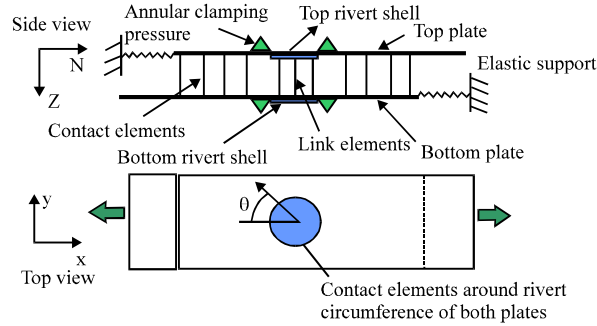 Annular clamping
pressure
Top rivert shell
Side view
Top plate
N
Elastic support
Z
Contact elements
Link elements
Bottom plate
Bottom rivert shell
y
θ
x
Top view
Contact elements around rivert
circumference of both plates